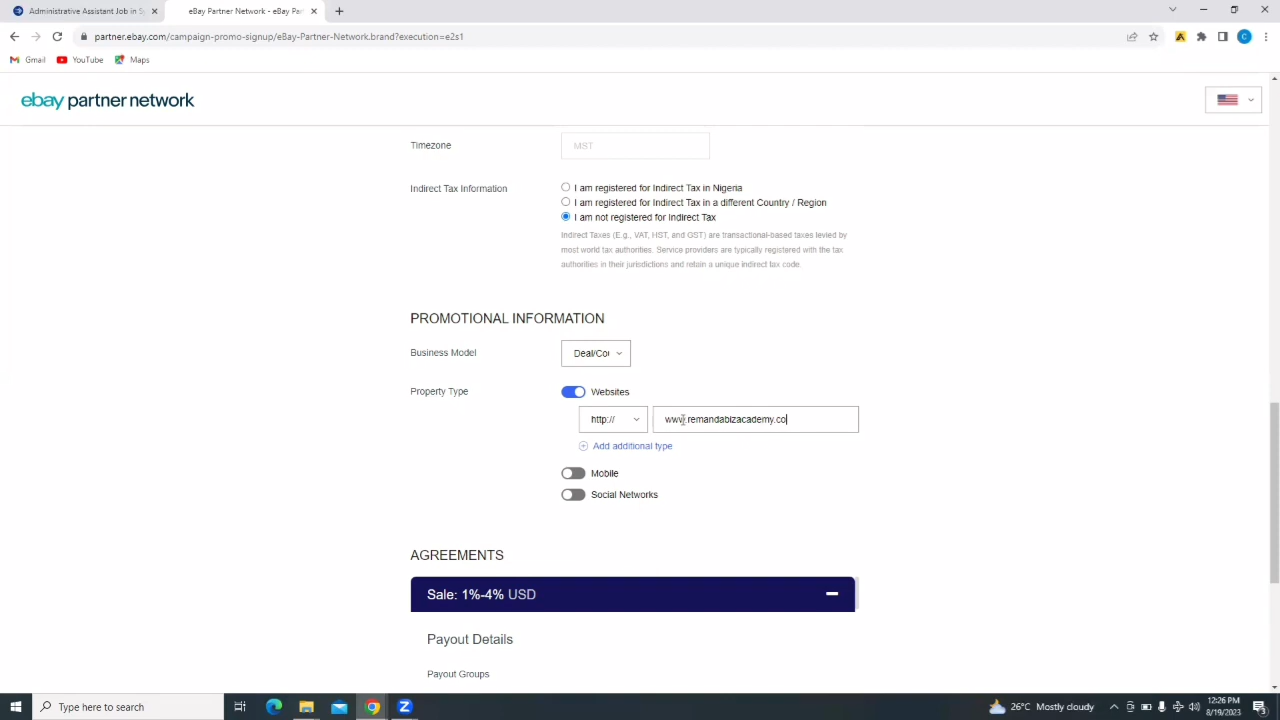 Administrative Assistant Job in S
eBay Partner Network - eBay Par
partner.ebay.com/campaign-promo-signup/eBay-Partner-Network.brand?execution=e2s1
C
Gmail
YouTube
Maps
ebay partner network
Timezone
MST
Indirect Tax Information
I am registered for Indirect Tax in Nigeria
I am registered for Indirect Tax in a different Country / Region
I am not registered for Indirect Tax
Indirect Taxes (E.g., VAT, HST, and GST) are transactional-based taxes levied by
most world tax authorities. Service providers are typically registered with the tax
authorities in their jurisdictions and retain a unique indirect tax code.
PROMOTIONAL INFORMATION
Business Model
Deal/Co
Property Type
Websites
http://
www.remandabizacademy.co
Add additional type
Mobile
Social Networks
AGREEMENTS
Sale: 1%-4% USD
Payout Details
Payout Groups
Type here to search
Z
26°C Mostly cloudy
12:26 PM
8/19/2023